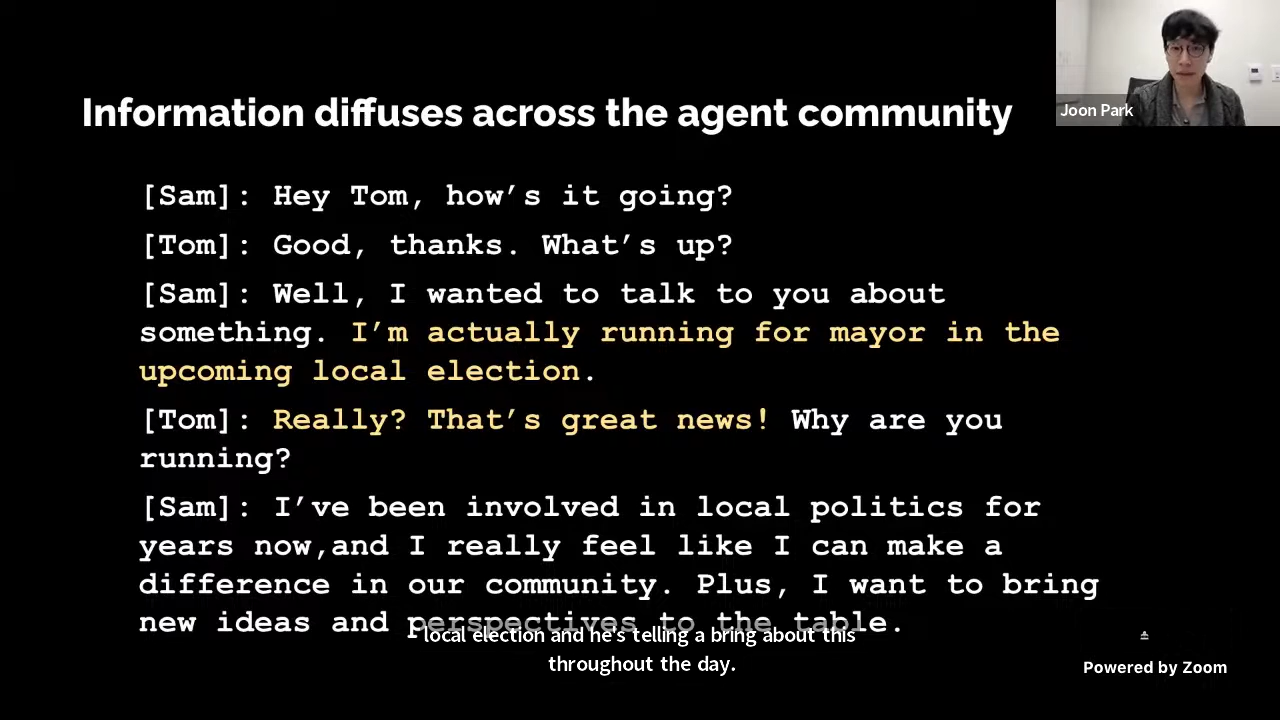 Information diffuses across the agent community
Joon Park
[Sam]: Hey Tom, how’s it going?
[Tom]: Good, thanks. What’s up?
[Sam]: Well, I wanted to talk to you about
something. I’m actually running for mayor in the
upcoming local election.
[Tom]: Really? That’s great news! Why are you
running?
[Sam]: I’ve been involved in local politics for
years now,and I really feel like I can make a
difference in our community. Plus, I want to bring
new ideas and perspectives to the table.
local election and he's telling a bring about this
throughout the day.
Powered by Zoom